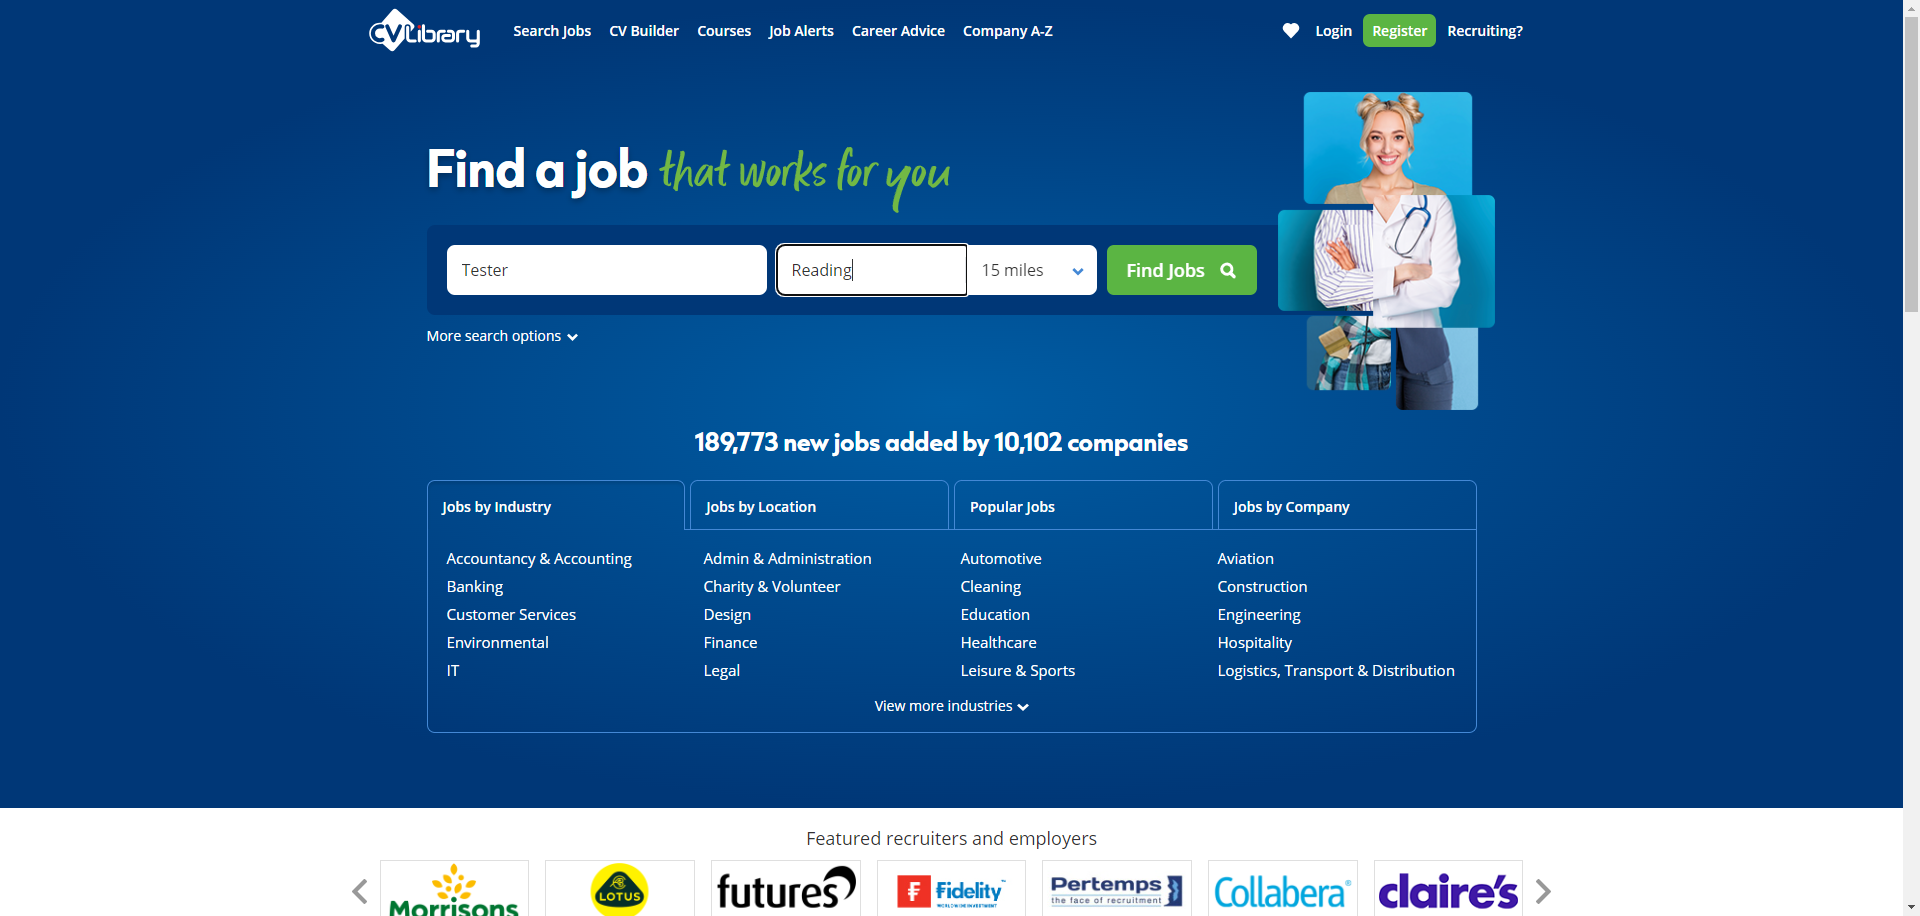 CVLibrary
Search Jobs CV Builder Courses Job Alerts Career Advice Company A-Z Login Register Recruiting?
Find a job that works for you
Tester Reading 15 miles Find Jobs
More search options
189,773 new jobs added by 10,102 companies
Jobs by Industry Jobs by Location Popular Jobs Jobs by Company
Accountancy & Accounting Admin & Administration Automotive Aviation
Banking Charity & Volunteer Cleaning Construction
Customer Services Design Education Engineering
Environmental Finance Healthcare Hospitality
IT Legal Leisure & Sports Logistics, Transport & Distribution
View more industries
Featured recruiters and employers
Morrisons LOTUS futures Fidelity Pertemps Collabera claire's
the face of recruitment